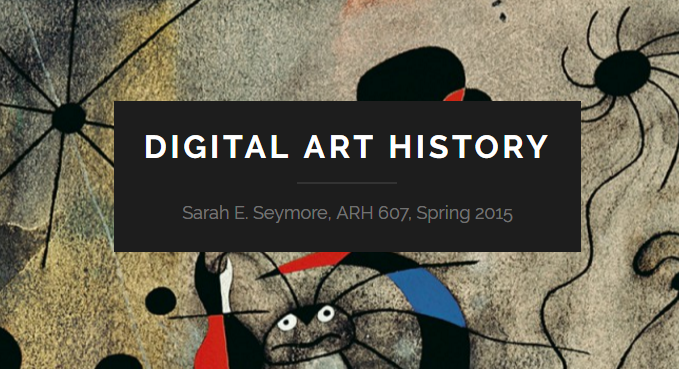 DIGITAL ART HISTORY
Sarah E. Seymore, ARH 607, Spring 2015